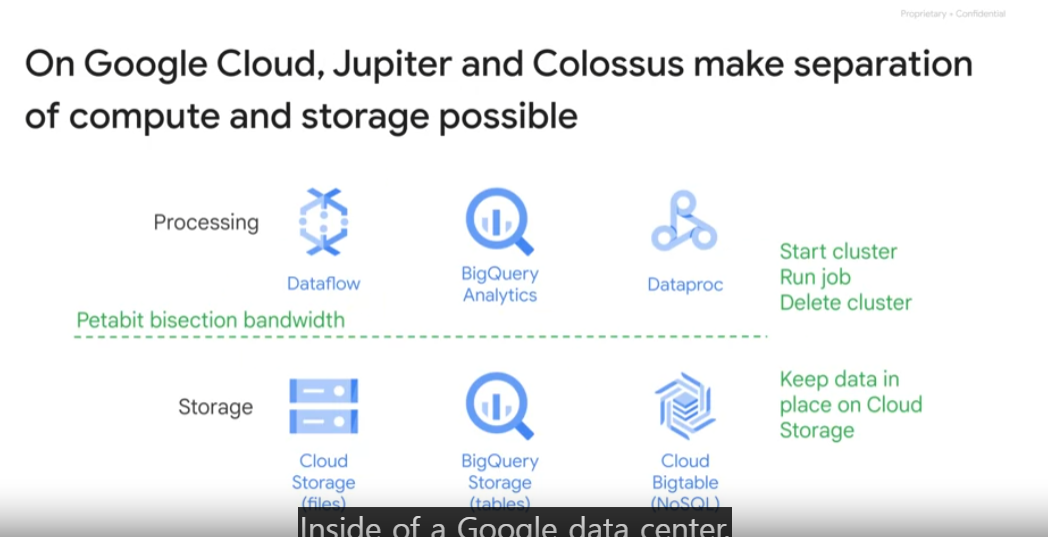 Proprietary + Confidential
On Google Cloud, Jupiter and Colossus make separation
of compute and storage possible
Processing
Dataflow
BigQuery
Analytics
Dataproc
Start cluster
Run job
Delete cluster
Petabit bisection bandwidth
Storage
Cloud
Storage
(files)
BigQuery
Storage
(tables)
Cloud
Bigtable
(NoSQL)
Keep data in
place on Cloud
Storage
Inside of a Google data center,